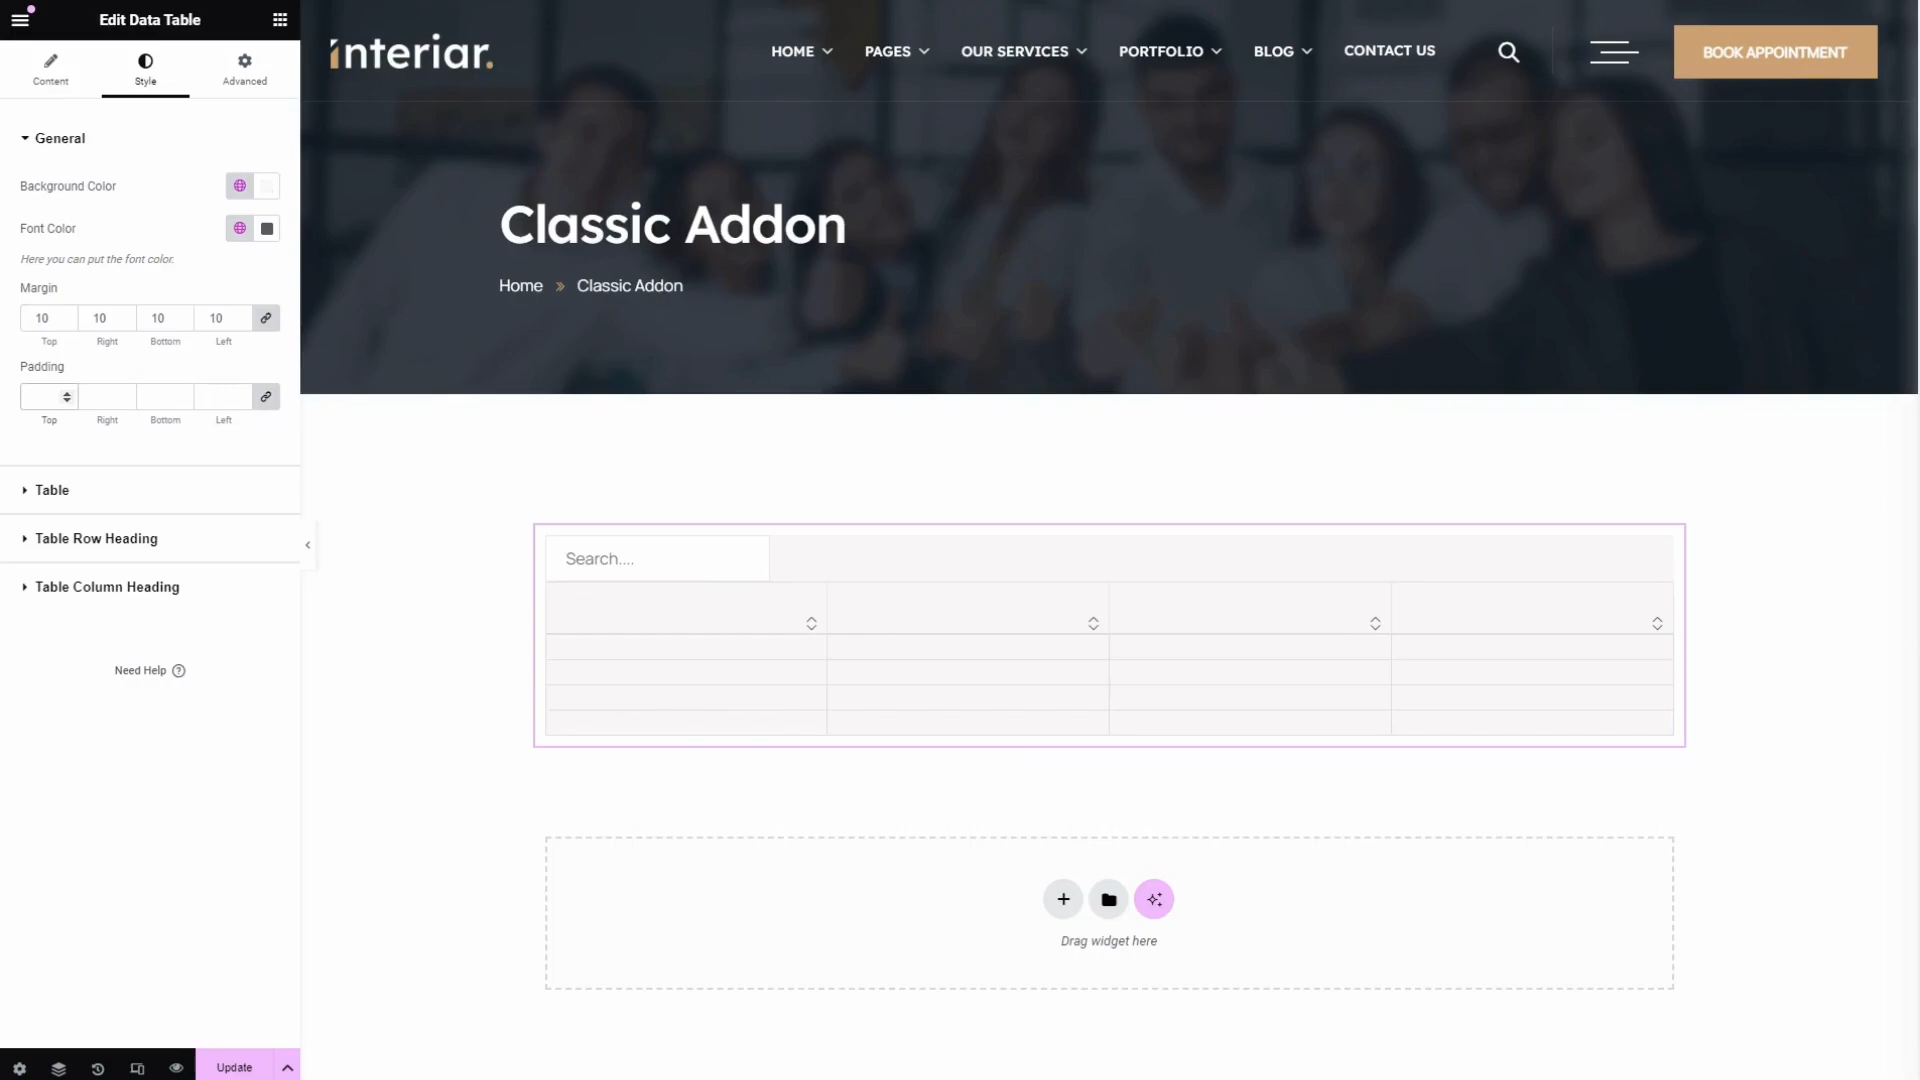 Edit Data Table
Content
Style
Advanced
General
Background Color
Font Color
Here you can put the font color.
Margin
10 10 10 10
Top Right Bottom Left
Padding
Top Right Bottom Left
Table
Table Row Heading
Table Column Heading
Need Help
Update
interiar.
HOME PAGES OUR SERVICES PORTFOLIO BLOG CONTACT US
BOOK APPOINTMENT
Classic Addon
Home » Classic Addon
Search....
Drag widget here